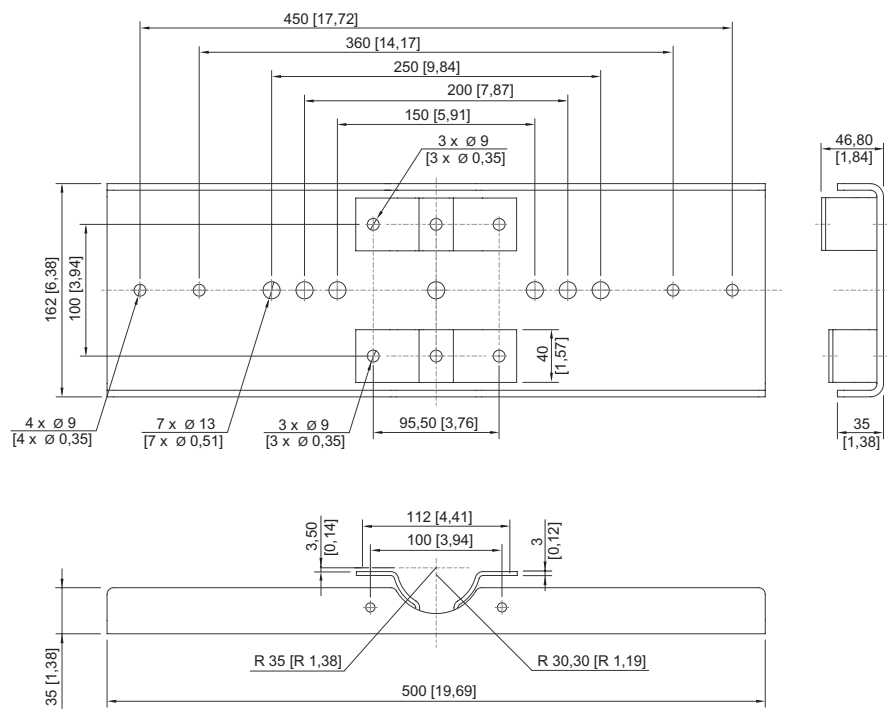 450 [17,72]
360 [14,17]
250 [9,84]
200 [7,87]
150 [5,91]
3 x Ø 9
[3 x Ø 0,35]
46,80
[1,84]
162 [6,38]
100 [3,94]
40
[1,57]
4 x Ø 9
[4 x Ø 0,35]
7 x Ø 13
[7 x Ø 0,51]
3 x Ø 9
[3 x Ø 0,35]
95,50 [3,76]
35
[1,38]
3,50
[0,14]
112 [4,41]
100 [3,94]
3
[0,12]
35 [1,38]
R 35 [R 1,38]
R 30,30 [R 1,19]
500 [19,69]